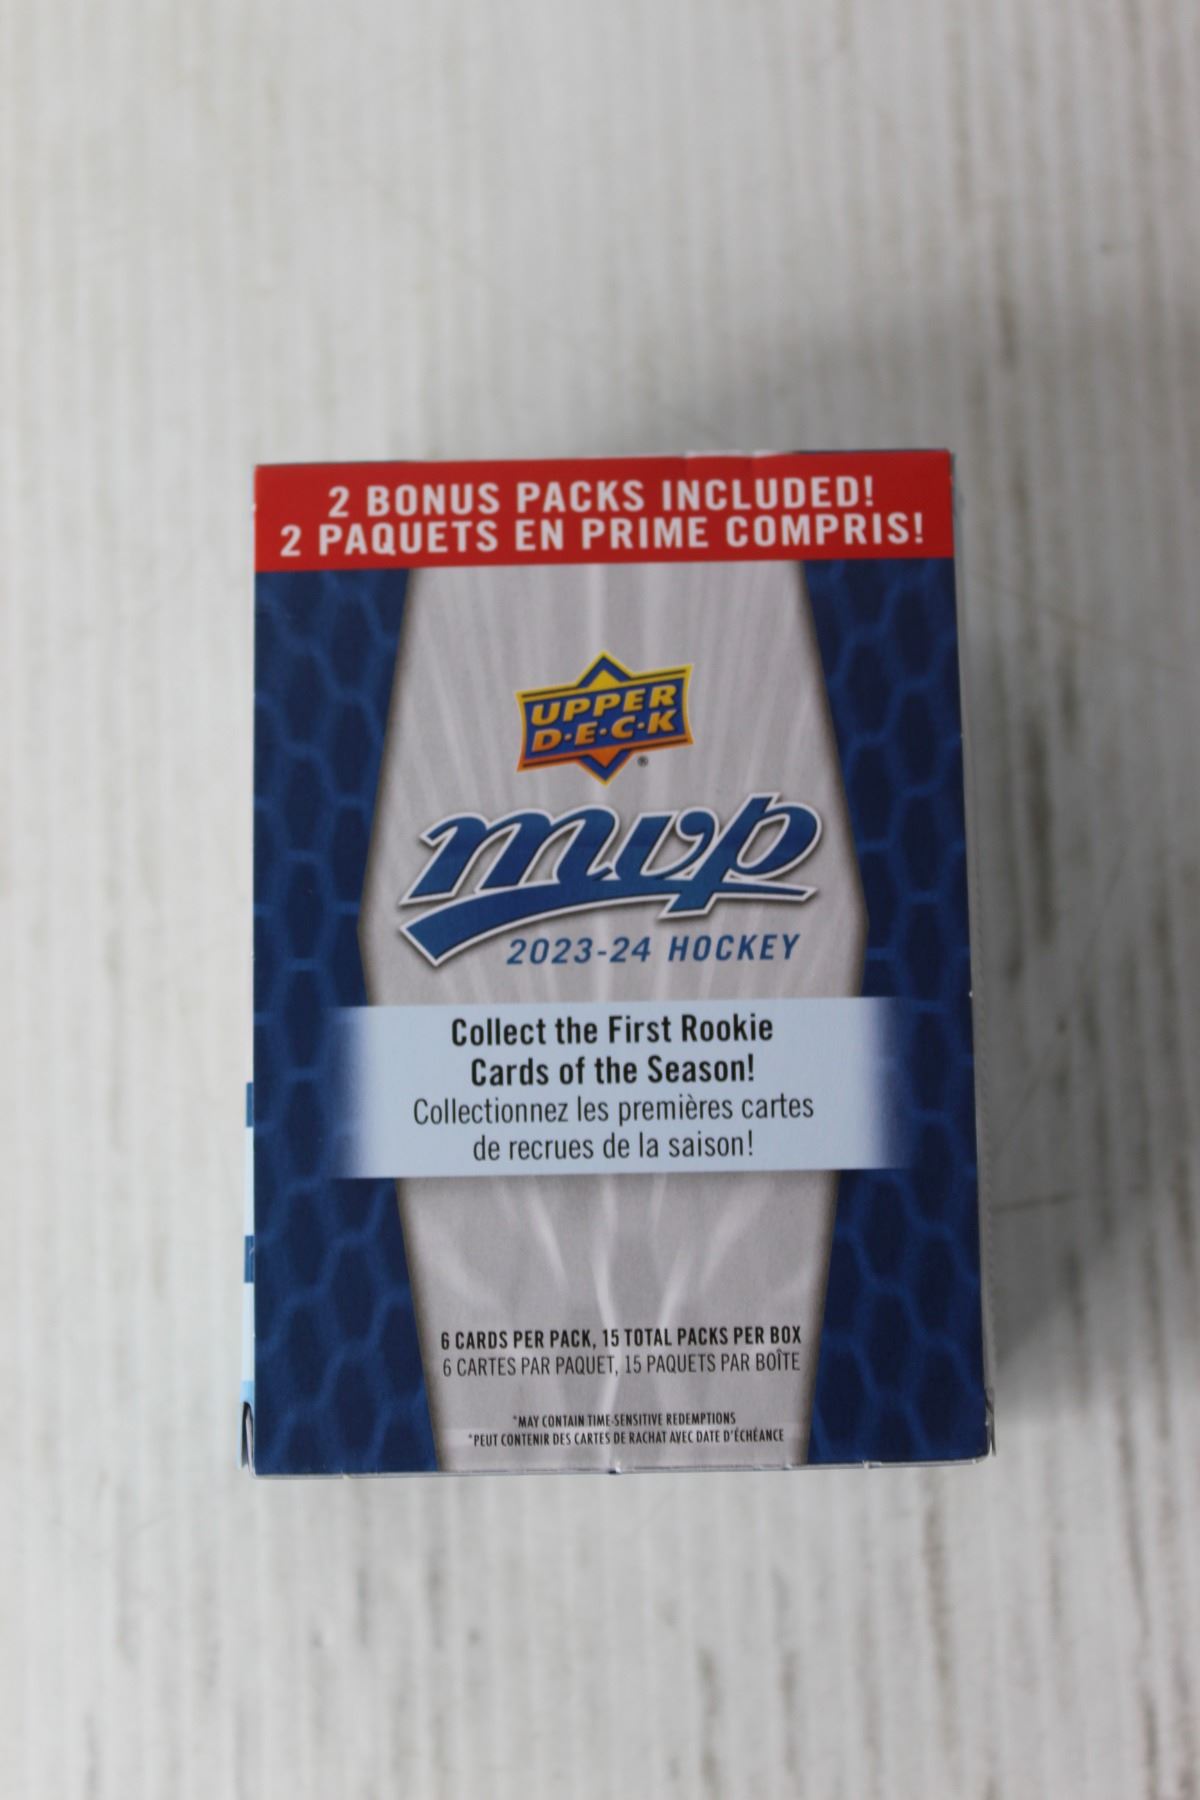 2 BONUS PACKS INCLUDED!
2 PAQUETS EN PRIME COMPRIS!
UPPER
D·E·C·K
®
mvp
2023-24 HOCKEY
Collect the First Rookie
Cards of the Season!
Collectionnez les premières cartes
de recrues de la saison!
6 CARDS PER PACK, 15 TOTAL PACKS PER BOX
6 CARTES PAR PAQUET, 15 PAQUETS PAR BOÎTE
*MAY CONTAIN TIME-SENSITIVE REDEMPTIONS
*PEUT CONTENIR DES CARTES DE RACHAT AVEC DATE D'ÉCHÉANCE